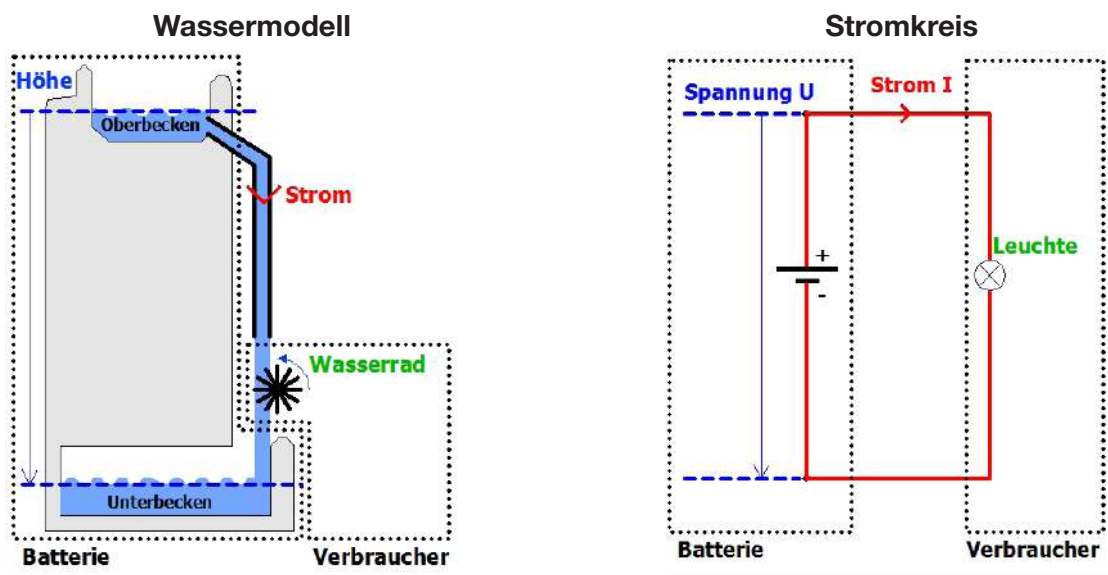 Wassermodell
Höhe
Oberbecken
Strom
Wasserrad
Unterbecken
Batterie
Verbraucher
Stromkreis
Spannung U
Strom I
+
-
Leuchte
Batterie
Verbraucher